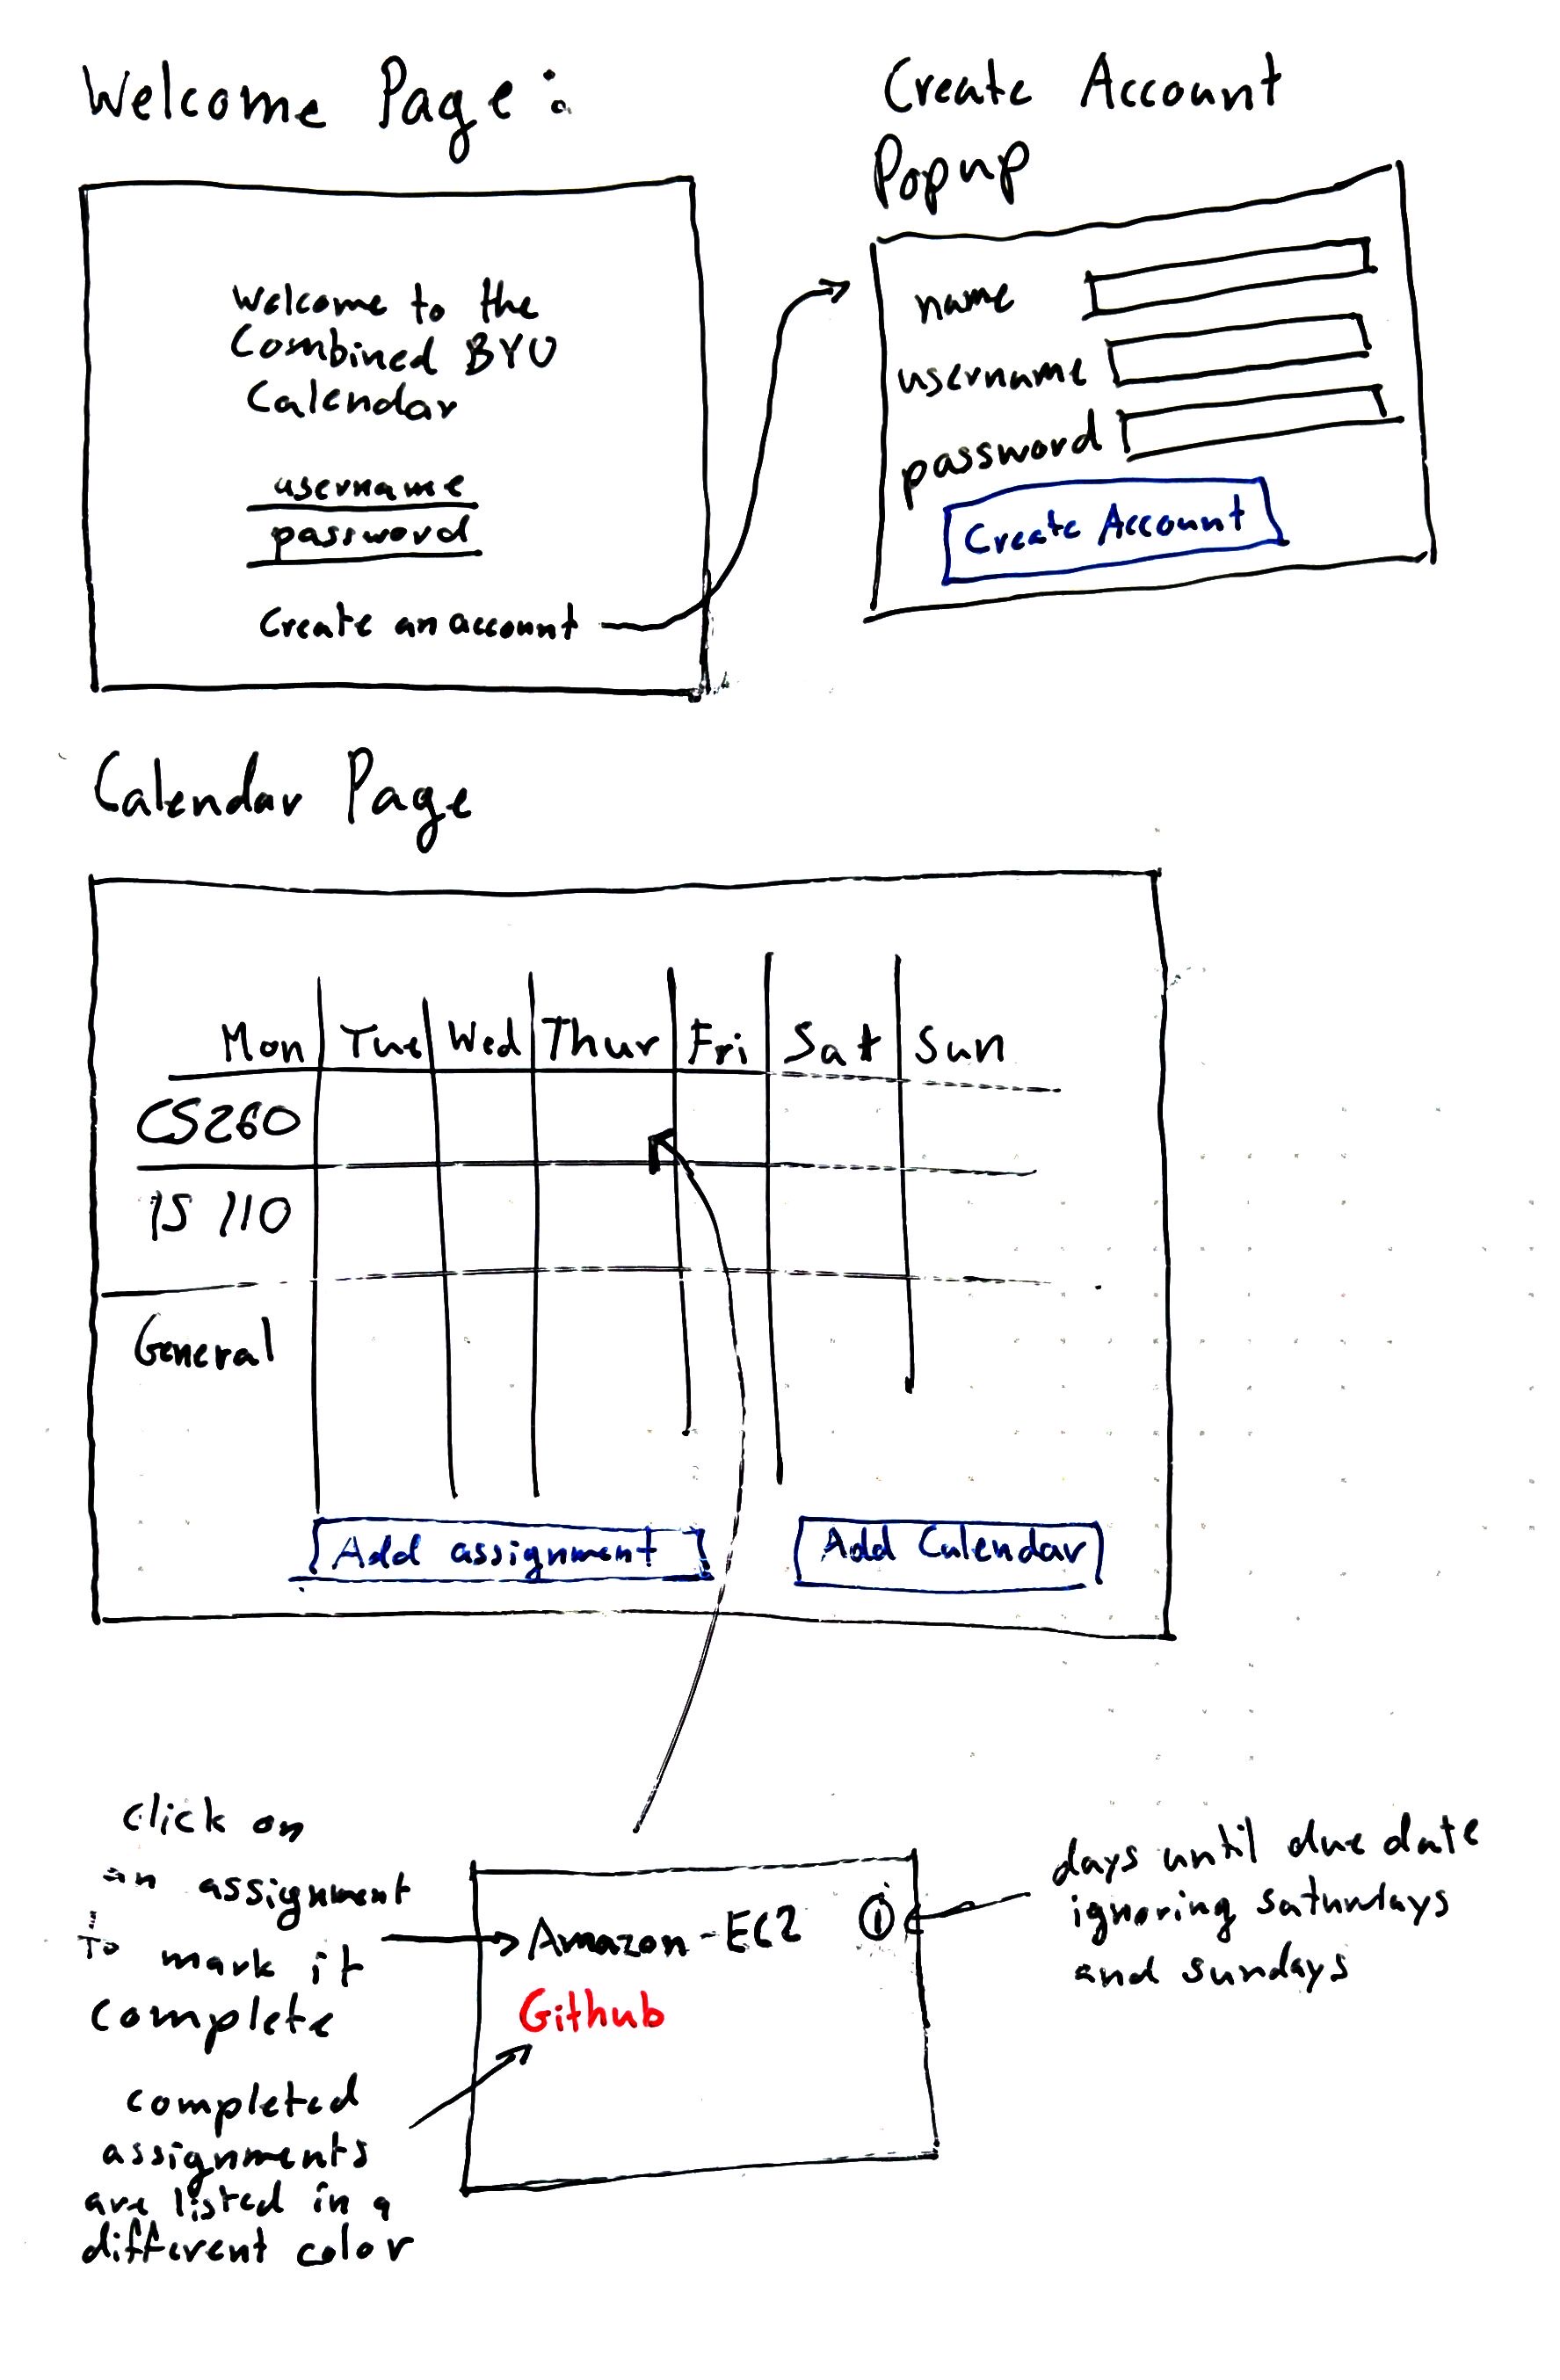 Welcome Page:
Welcome to the
Combined BYU
Calendar
username
password
Create an account
Create Account
Popup
name
username
password
Create Account
Calendar Page
Mon Tue Wed Thur Fri Sat Sun
CS260
IS 110
General
Add assignment
Add Calendar
click on
an assignment
to mark it
complete
Amazon-EC2 1
Github
days until due date
ignoring saturdays
and sundays
completed
assignments
are listed in a
different color